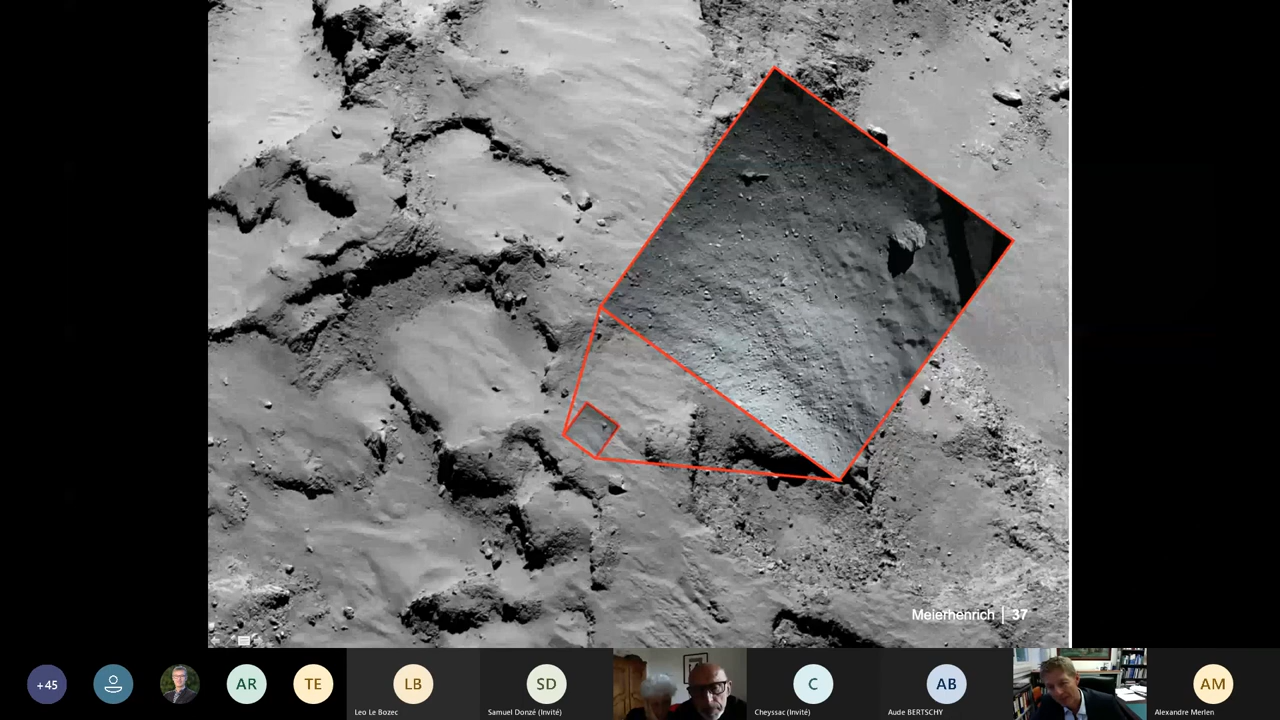 Meierhenrich | 37
+45
AR
TE
LB
SD
C
AB
AM
Leo Le Bozec
Samuel Donzé (Invité)
Cheyssac (Invité)
Aude BERTSCHY
Alexandre Merlen